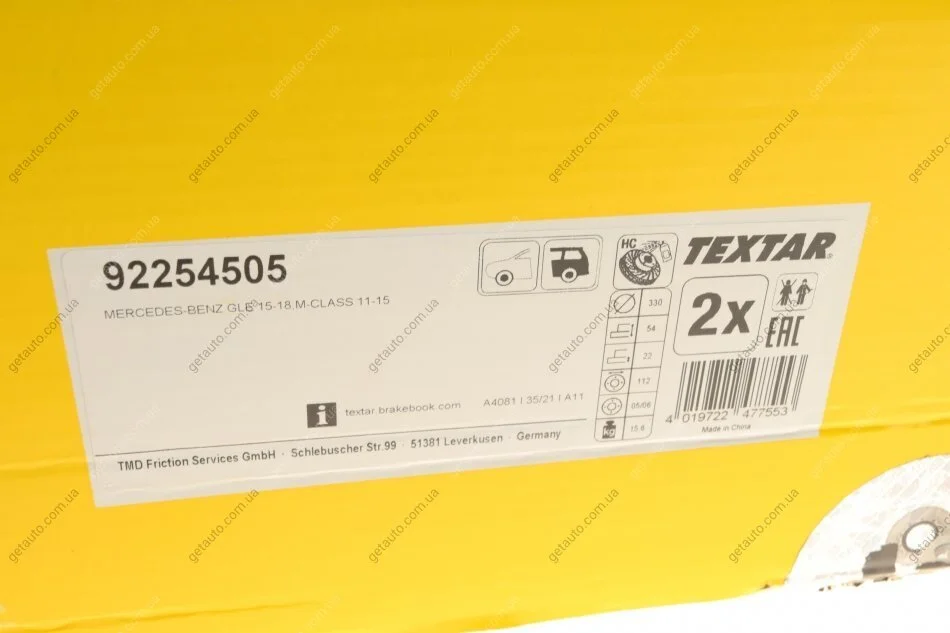 92254505
MERCEDES-BENZ GLE 15-18,M-CLASS 11-15
HC
TEXTAR®
330
54
22
112
05/06
kg 15.6
2x
EAC
4 019722 477553
Made in China
i textar.brakebook.com A4081 I 35/21 I A11
TMD Friction Services GmbH · Schlebuscher Str.99 · 51381 Leverkusen · Germany
getauto.com.ua